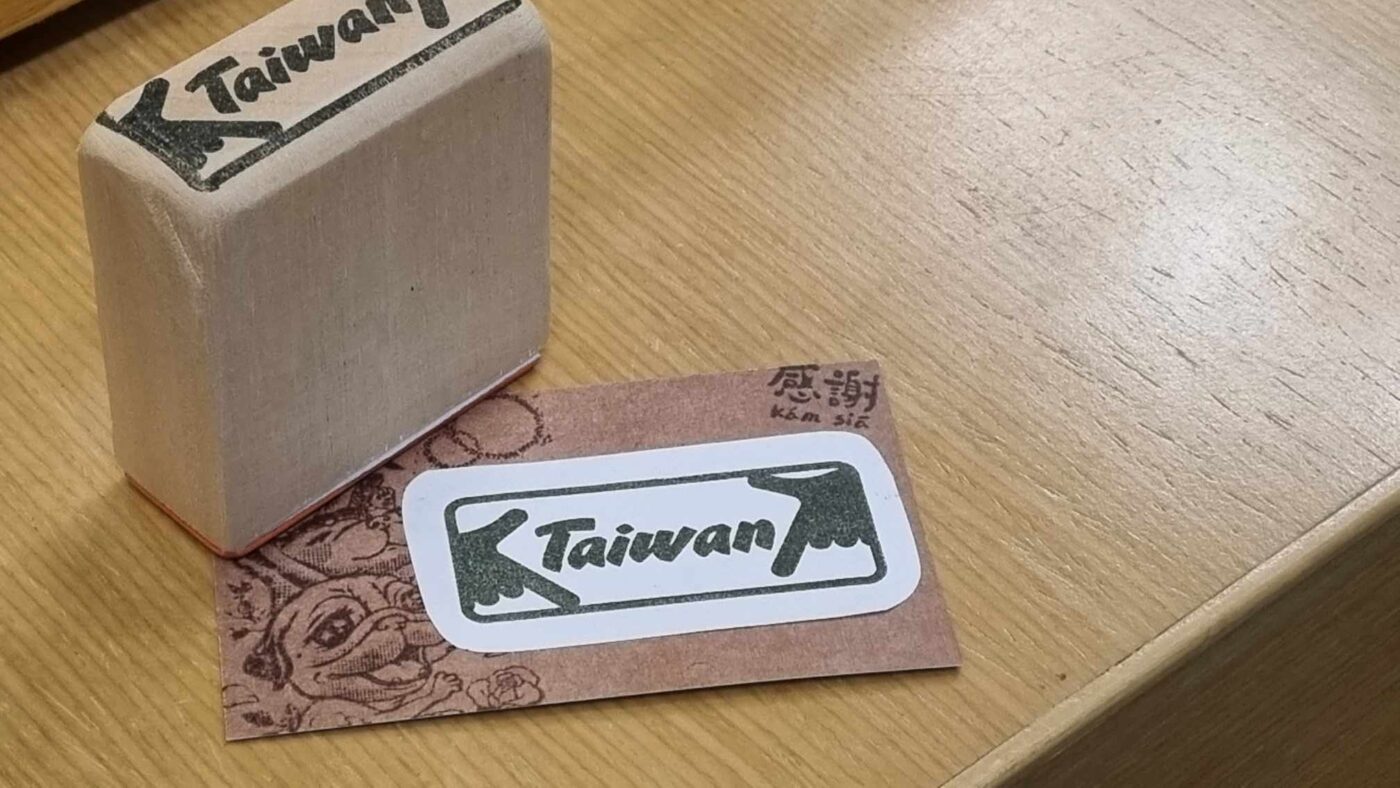 Taiwan
感謝
kám siā
Taiwan